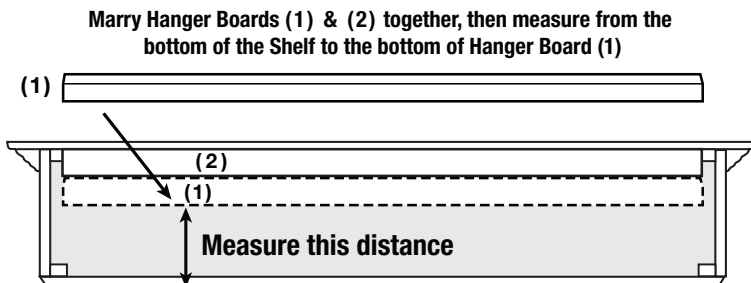 Marry Hanger Boards (1) & (2) together, then measure from the
bottom of the Shelf to the bottom of Hanger Board (1)
(1)
(2)
(1)
Measure this distance